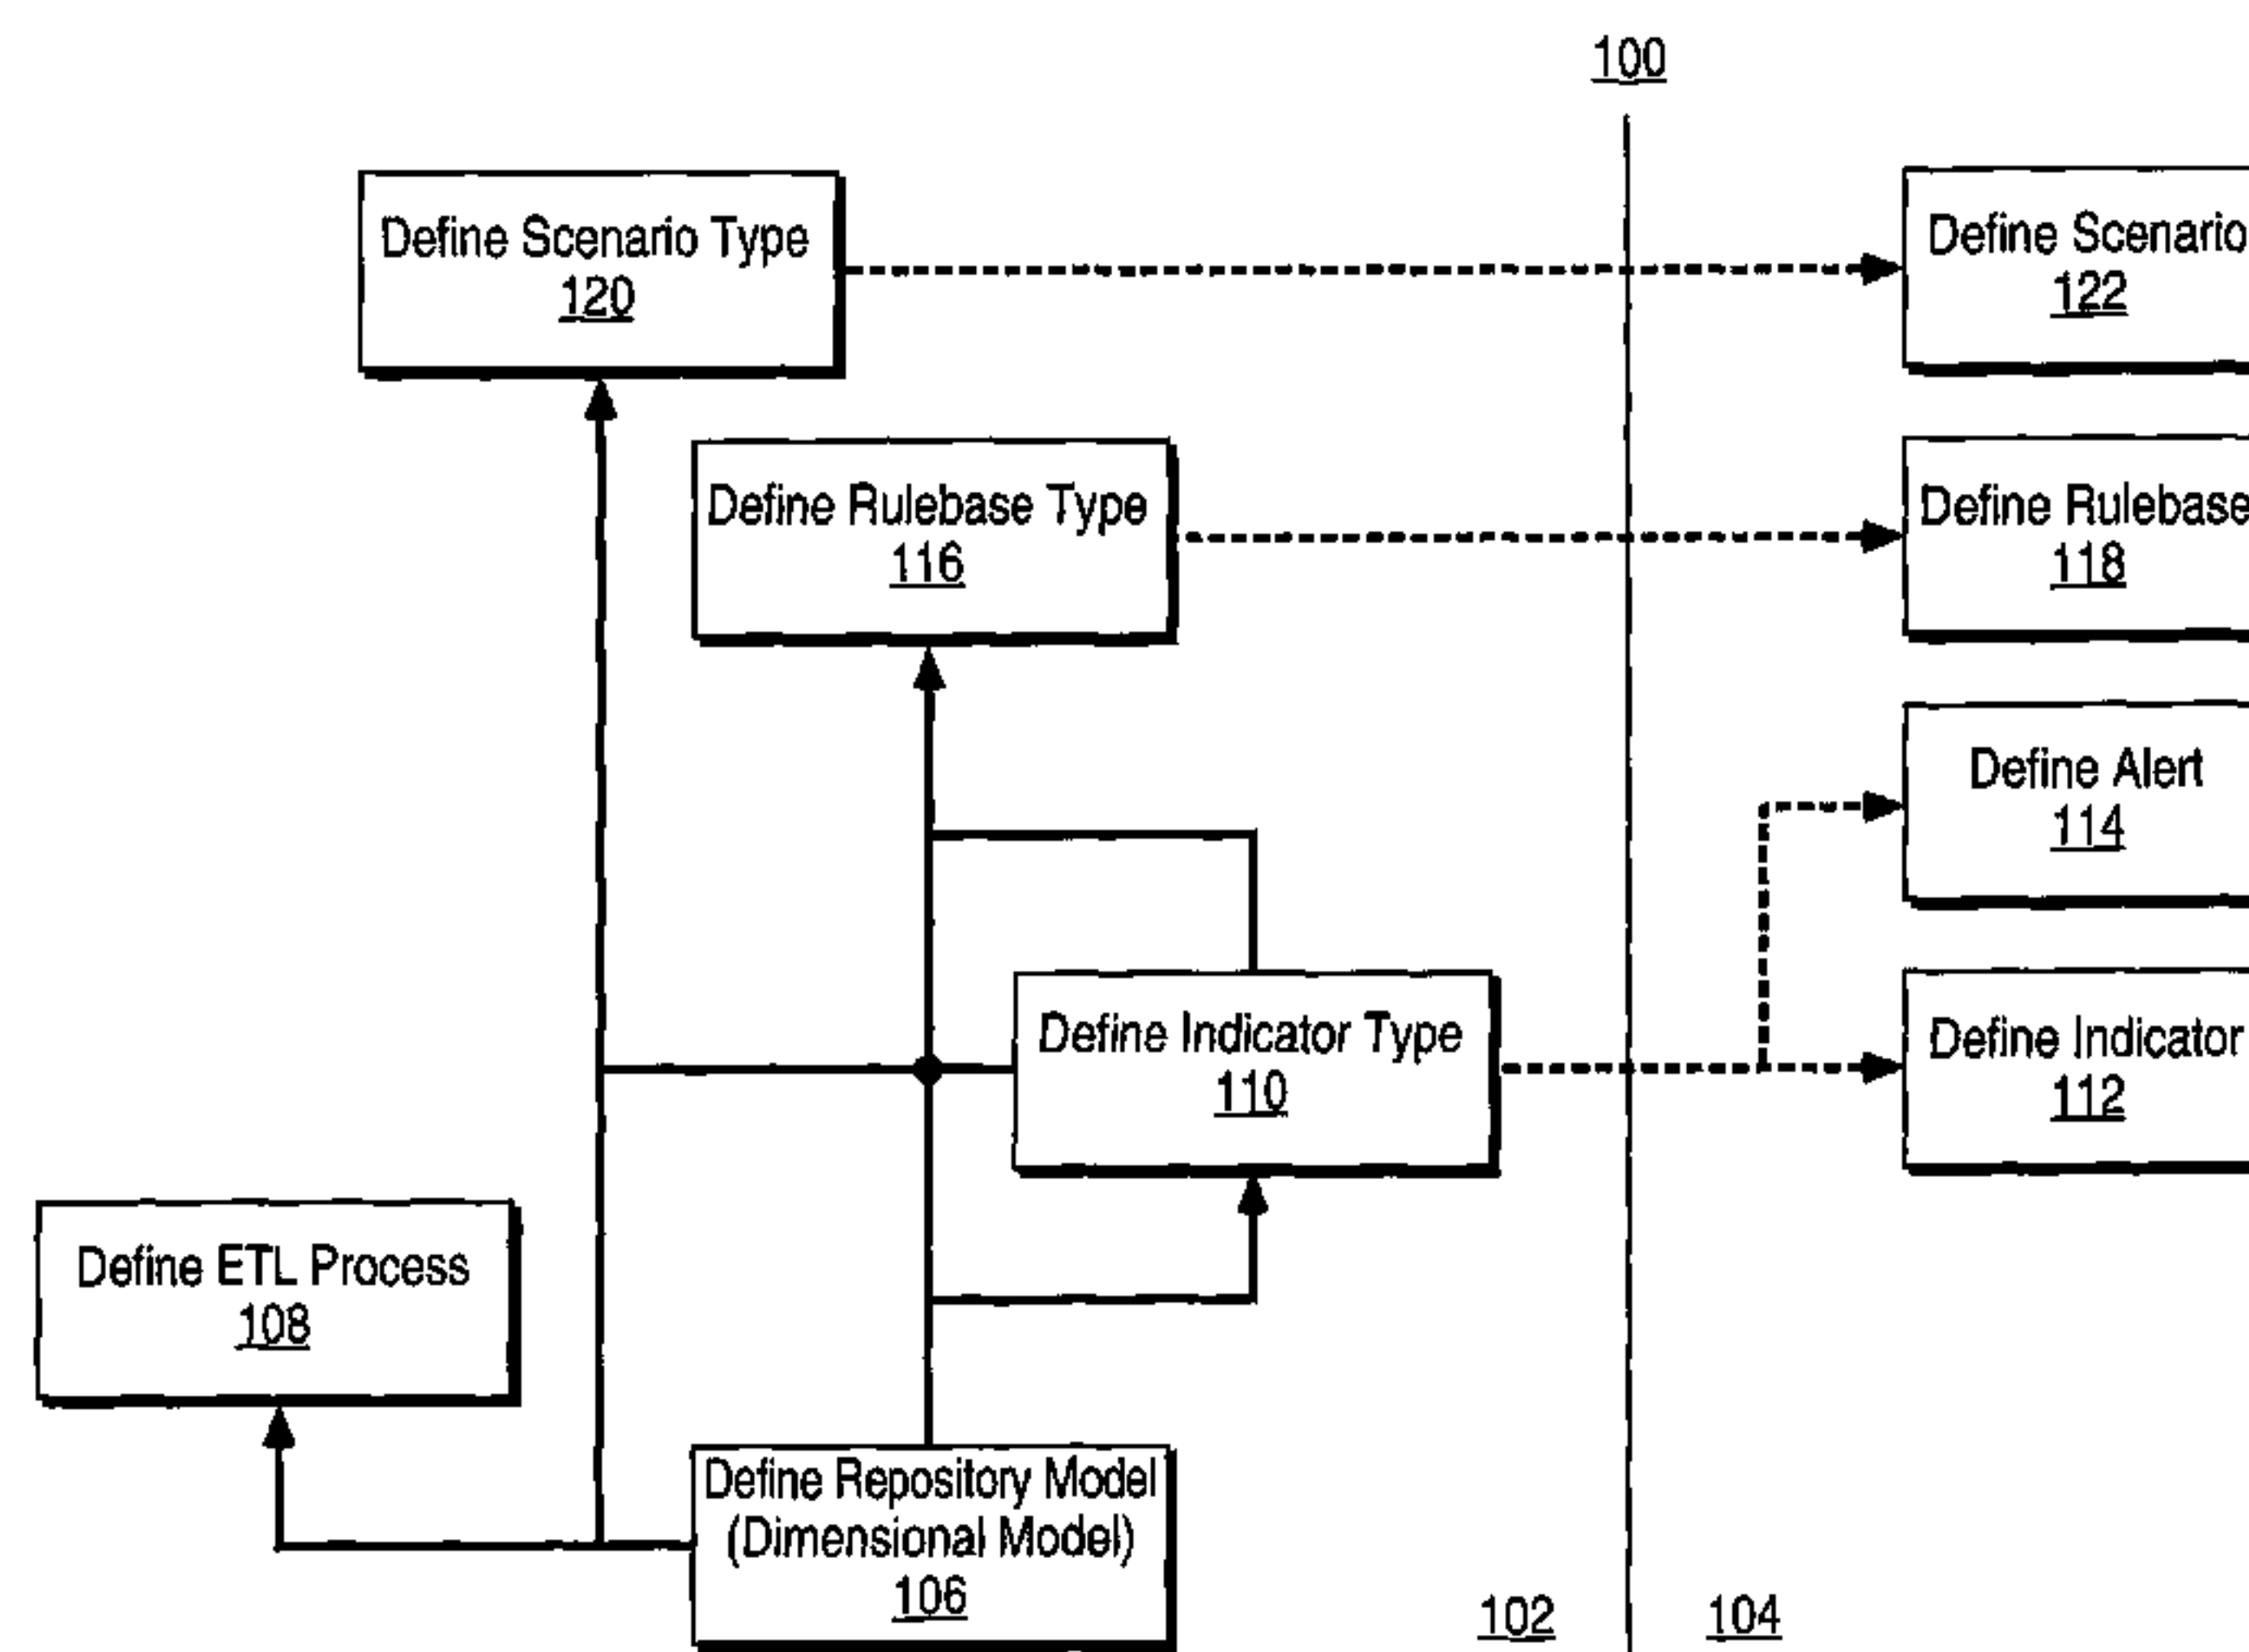 100
Define Scenario Type
120
Define Scenario
122
Define Rulebase Type
116
Define Rulebase
118
Define Alert
114
Define Indicator Type
110
Define Indicator
112
Define ETL Process
108
Define Repository Model
(Dimensional Model)
106
102
104